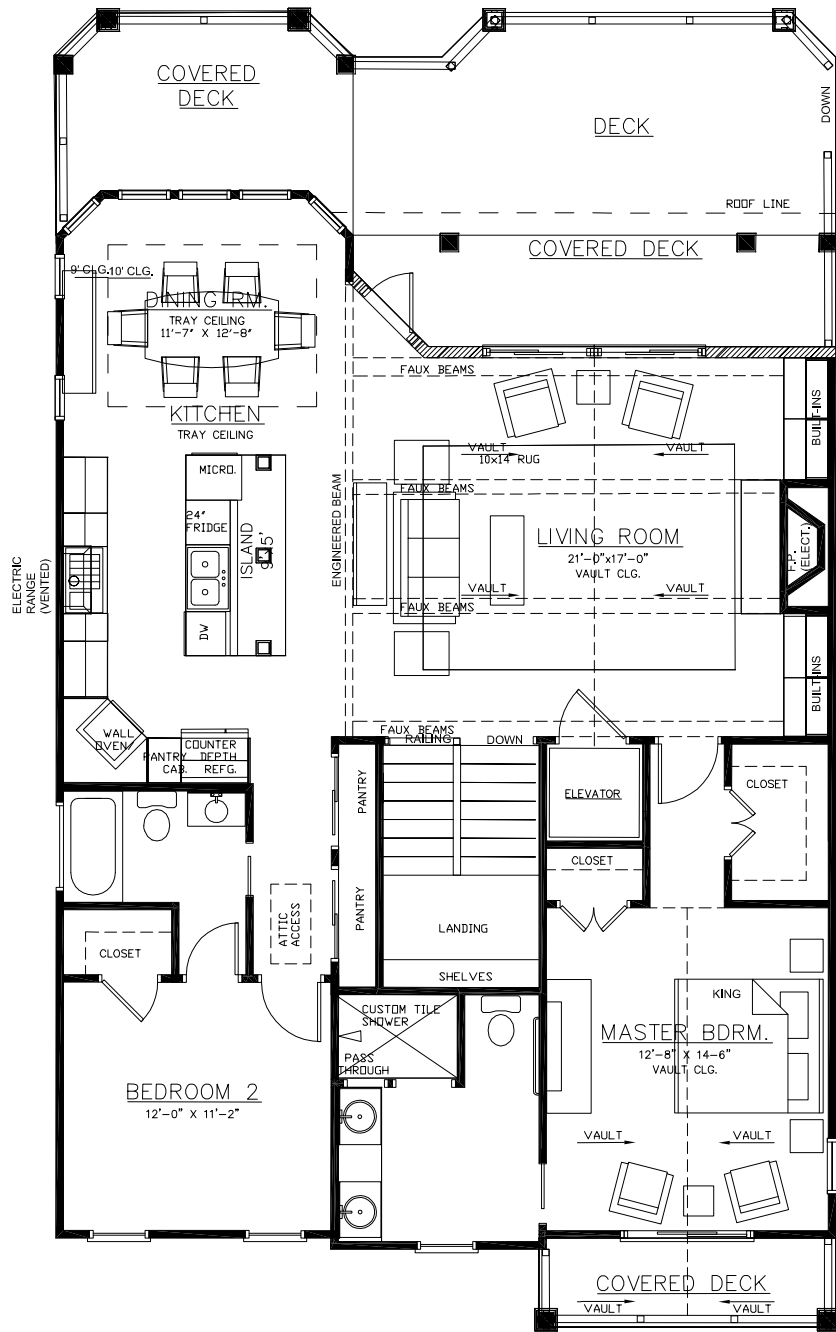 COVERED
DECK
DECK
DOWN
ROOF LINE
COVERED DECK
9' CLG.
10' CLG.
DINING RM.
TRAY CEILING
11'-7" X 12'-8"
KITCHEN
TRAY CEILING
FAUX BEAMS
BUILT-INS
VAULT
VAULT
10x14 RUG
MICRO.
FAUX BEAMS
24"
FRIDGE
ISLAND
ENGINEERED BEAM
LIVING ROOM
21'-0"x17'-0"
VAULT CLG.
F.P.
(ELECT.)
ELECTRIC
RANGE
(VENTED)
VAULT
VAULT
FAUX BEAMS
DW
BUILT-INS
WALL
OVEN/
FAUX BEAMS
RAILING
DOWN
PANTRY
CAB.
COUNTER
DEPTH
REFG.
PANTRY
ELEVATOR
CLOSET
CLOSET
PANTRY
ATTIC
ACCESS
LANDING
CLOSET
SHELVES
KING
CUSTOM TILE
SHOWER
MASTER BDRM.
12'-8" X 14-6"
VAULT CLG.
PASS
THROUGH
BEDROOM 2
12'-0" X 11'-2"
VAULT
VAULT
COVERED DECK
VAULT
VAULT